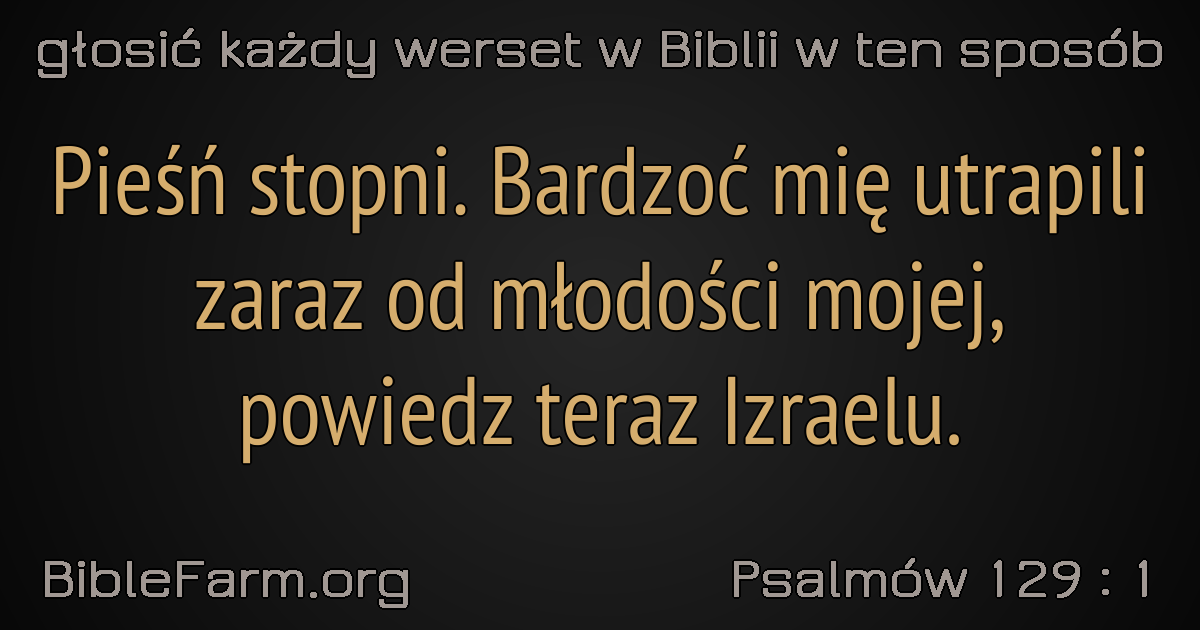 głosić każdy werset w Biblii w ten sposób
Pieśń stopni. Bardzoć mię utrapili
zaraz od młodości mojej,
powiedz teraz Izraelu.
BibleFarm.org
Psalmów 129 : 1